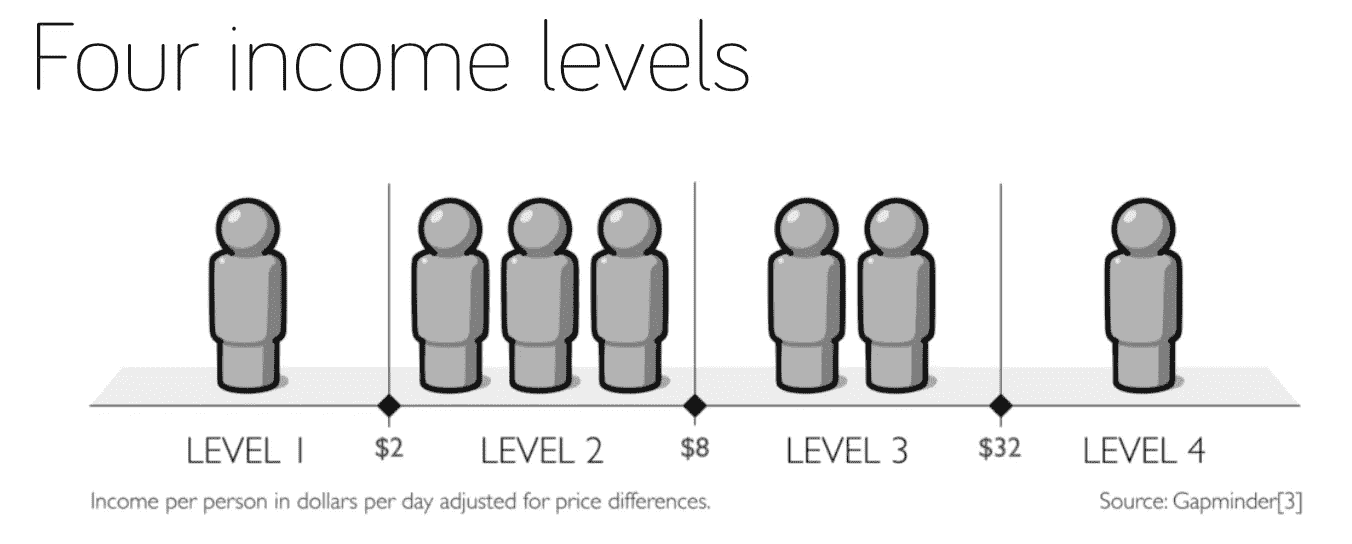 Four income levels
LEVEL 1 $2 LEVEL 2 $8 LEVEL 3 $32 LEVEL 4
Income per person in dollars per day adjusted for price differences. Source: Gapminder[3]